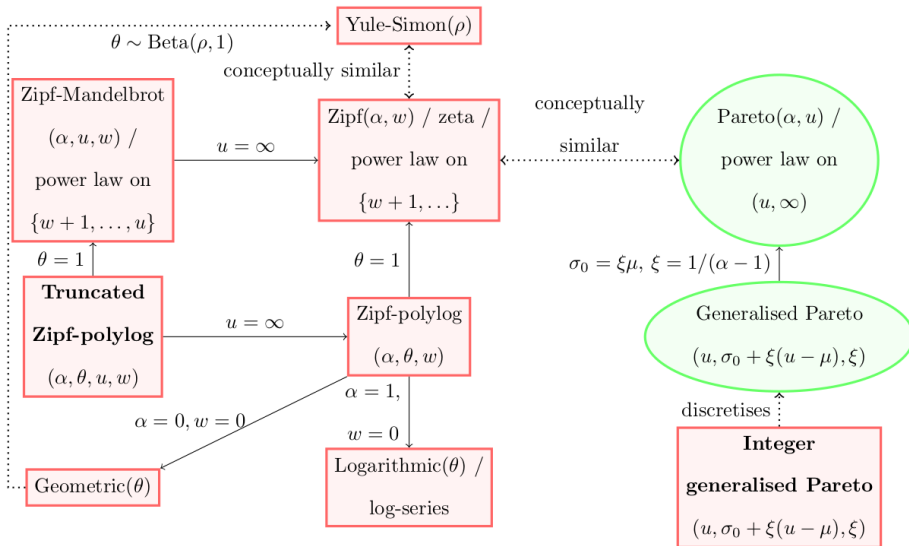 Yule-Simon(ρ)
θ ∼ Beta(ρ, 1)
conceptually similar
Zipf-Mandelbrot
(α, u, w) /
power law on
{w + 1, . . . , u}
u = ∞
Zipf(α, w) / zeta /
power law on
{w + 1, . . .}
conceptually
similar
Pareto(α, u) /
power law on
(u, ∞)
θ = 1
θ = 1
σ₀ = ξμ, ξ = 1/(α − 1)
Truncated
Zipf-polylog
(α, θ, u, w)
u = ∞
Zipf-polylog
(α, θ, w)
Generalised Pareto
(u, σ₀ + ξ(u − μ), ξ)
α = 0, w = 0
α = 1,
w = 0
discretises
Geometric(θ)
Logarithmic(θ) /
log-series
Integer
generalised Pareto
(u, σ₀ + ξ(u − μ), ξ)